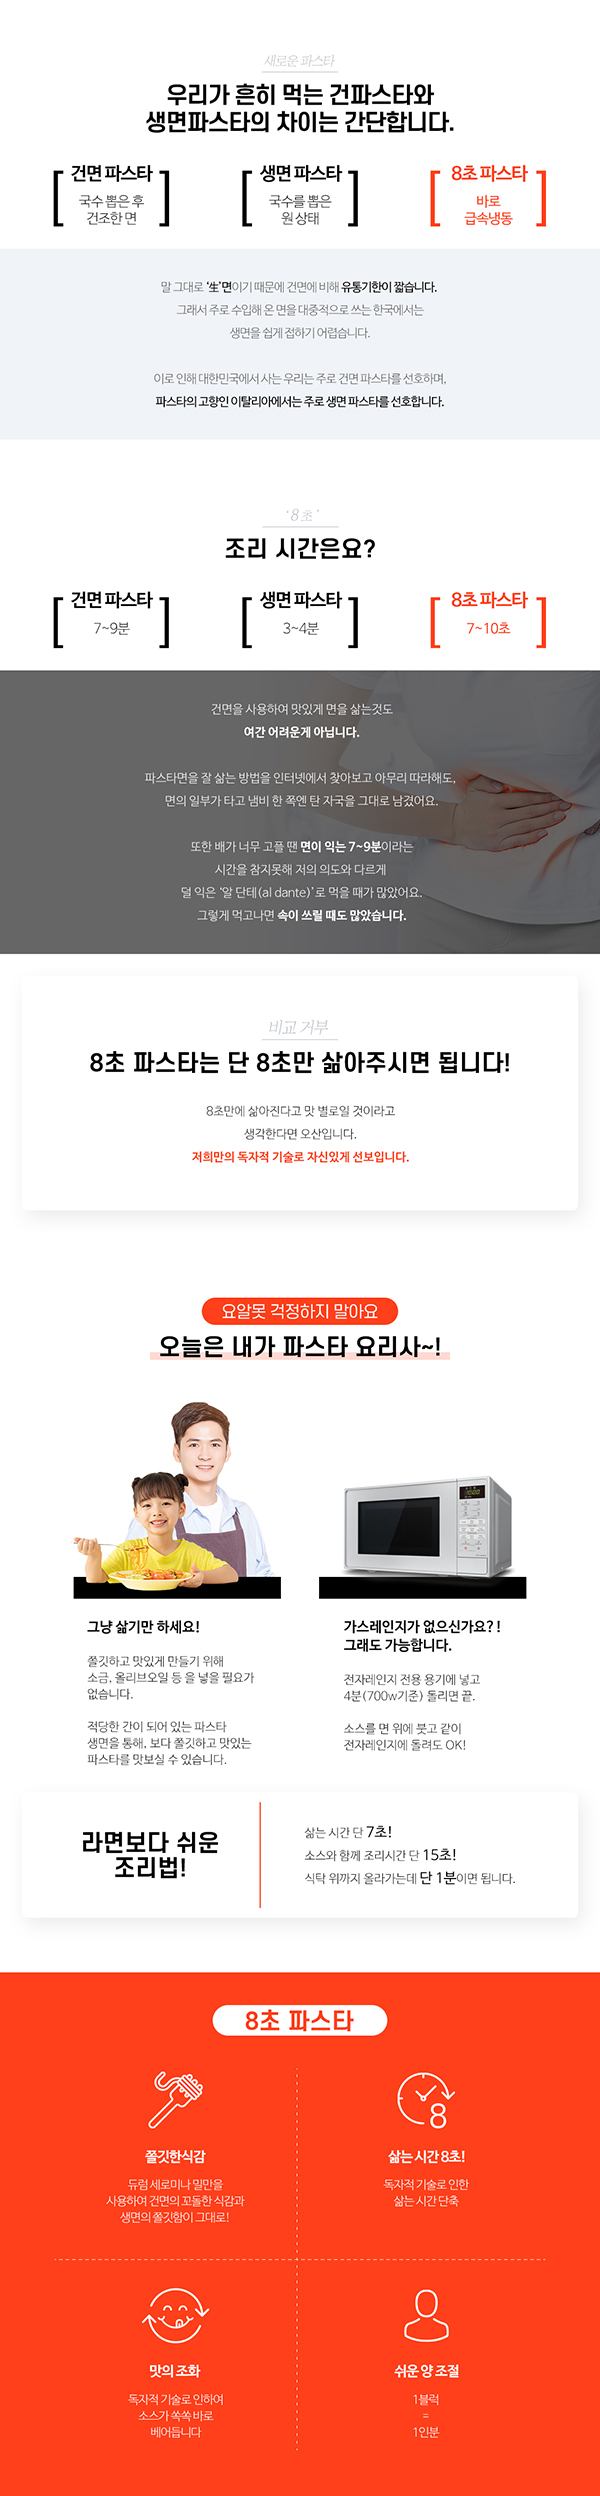 새로운 파스타
우리가 흔히 먹는 건파스타와
생면파스타의 차이는 간단합니다.
건면 파스타
국수 뽑은 후
건조한 면
생면 파스타
국수를 뽑은
원 상태
8초 파스타
바로
급속냉동
말 그대로 ‘生’면이기 때문에 건면에 비해 유통기한이 짧습니다.
그래서 주로 수입해 온 면을 대중적으로 쓰는 한국에서는
생면을 쉽게 접하기 어렵습니다.
이로 인해 대한민국에서 사는 우리는 주로 건면 파스타를 선호하며,
파스타의 고향인 이탈리아에서는 주로 생면 파스타를 선호합니다.
‘8초’
조리 시간은요?
건면 파스타
7~9분
생면 파스타
3~4분
8초 파스타
7~10초
건면을 사용하여 맛있게 면을 삶는것도
여간 어려운게 아닙니다.
파스타면을 잘 삶는 방법을 인터넷에서 찾아보고 아무리 따라해도,
면의 일부가 타고 냄비 한 쪽엔 탄 자국을 그대로 남겼어요.
또한 배가 너무 고플 땐 면이 익는 7~9분이라는
시간을 참지못해 저의 의도와 다르게
덜 익은 ‘알 단테(al dante)’로 먹을 때가 많았어요.
그렇게 먹고나면 속이 쓰릴 때도 많았습니다.
비교 거부
8초 파스타는 단 8초만 삶아주시면 됩니다!
8초만에 삶아진다고 맛 별로일 것이라고
생각한다면 오산입니다.
저희만의 독자적 기술로 자신있게 선보입니다.
요알못 걱정하지 말아요
오늘은 내가 파스타 요리사~!
그냥 삶기만 하세요!
쫄깃하고 맛있게 만들기 위해
소금, 올리브오일 등 을 넣을 필요가
없습니다.
적당한 간이 되어 있는 파스타
생면을 통해, 보다 쫄깃하고 맛있는
파스타를 맛보실 수 있습니다.
가스레인지가 없으신가요?!
그래도 가능합니다.
전자레인지 전용 용기에 넣고
4분(700w기준) 돌리면 끝.
소스를 면 위에 붓고 같이
전자레인지에 돌려도 OK!
라면보다 쉬운
조리법!
삶는 시간 단 7초!
소스와 함께 조리시간 단 15초!
식탁 위까지 올라가는데 단 1분이면 됩니다.
8초 파스타
쫄깃한식감
듀럼 세로미나 밀만을
사용하여 건면의 꼬돌한 식감과
생면의 쫄깃함이 그대로!
8
삶는 시간 8초!
독자적 기술로 인한
삶는 시간 단축
맛의 조화
독자적 기술로 인하여
소스가 쏙쏙 바로
베어듭니다
쉬운 양 조절
1블럭
=
1인분